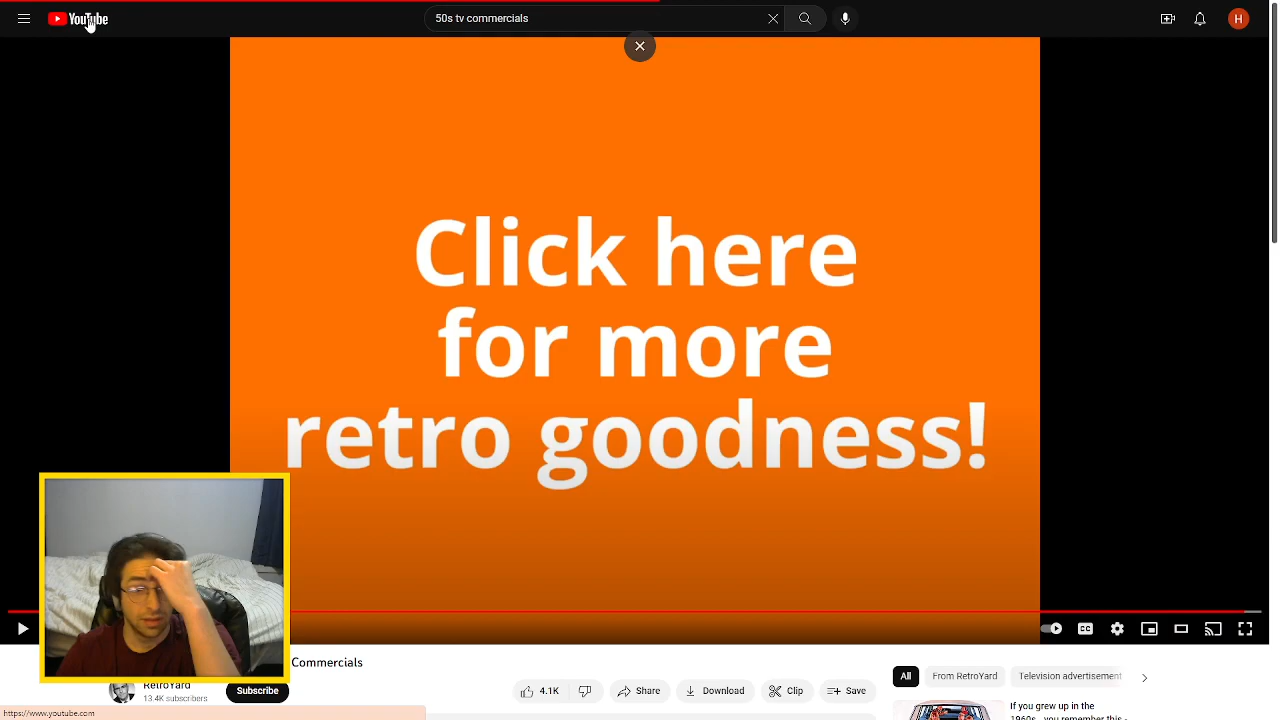 YouTube
50s tv commercials
H
Click here
for more
retro goodness!
CC
Commercials
RetroYard
13.4K subscribers
Subscribe
4.1K
Share
Download
Clip
Save
All
From RetroYard
Television advertisement
If you grew up in the
1960s...you remember this -
https://www.youtube.com